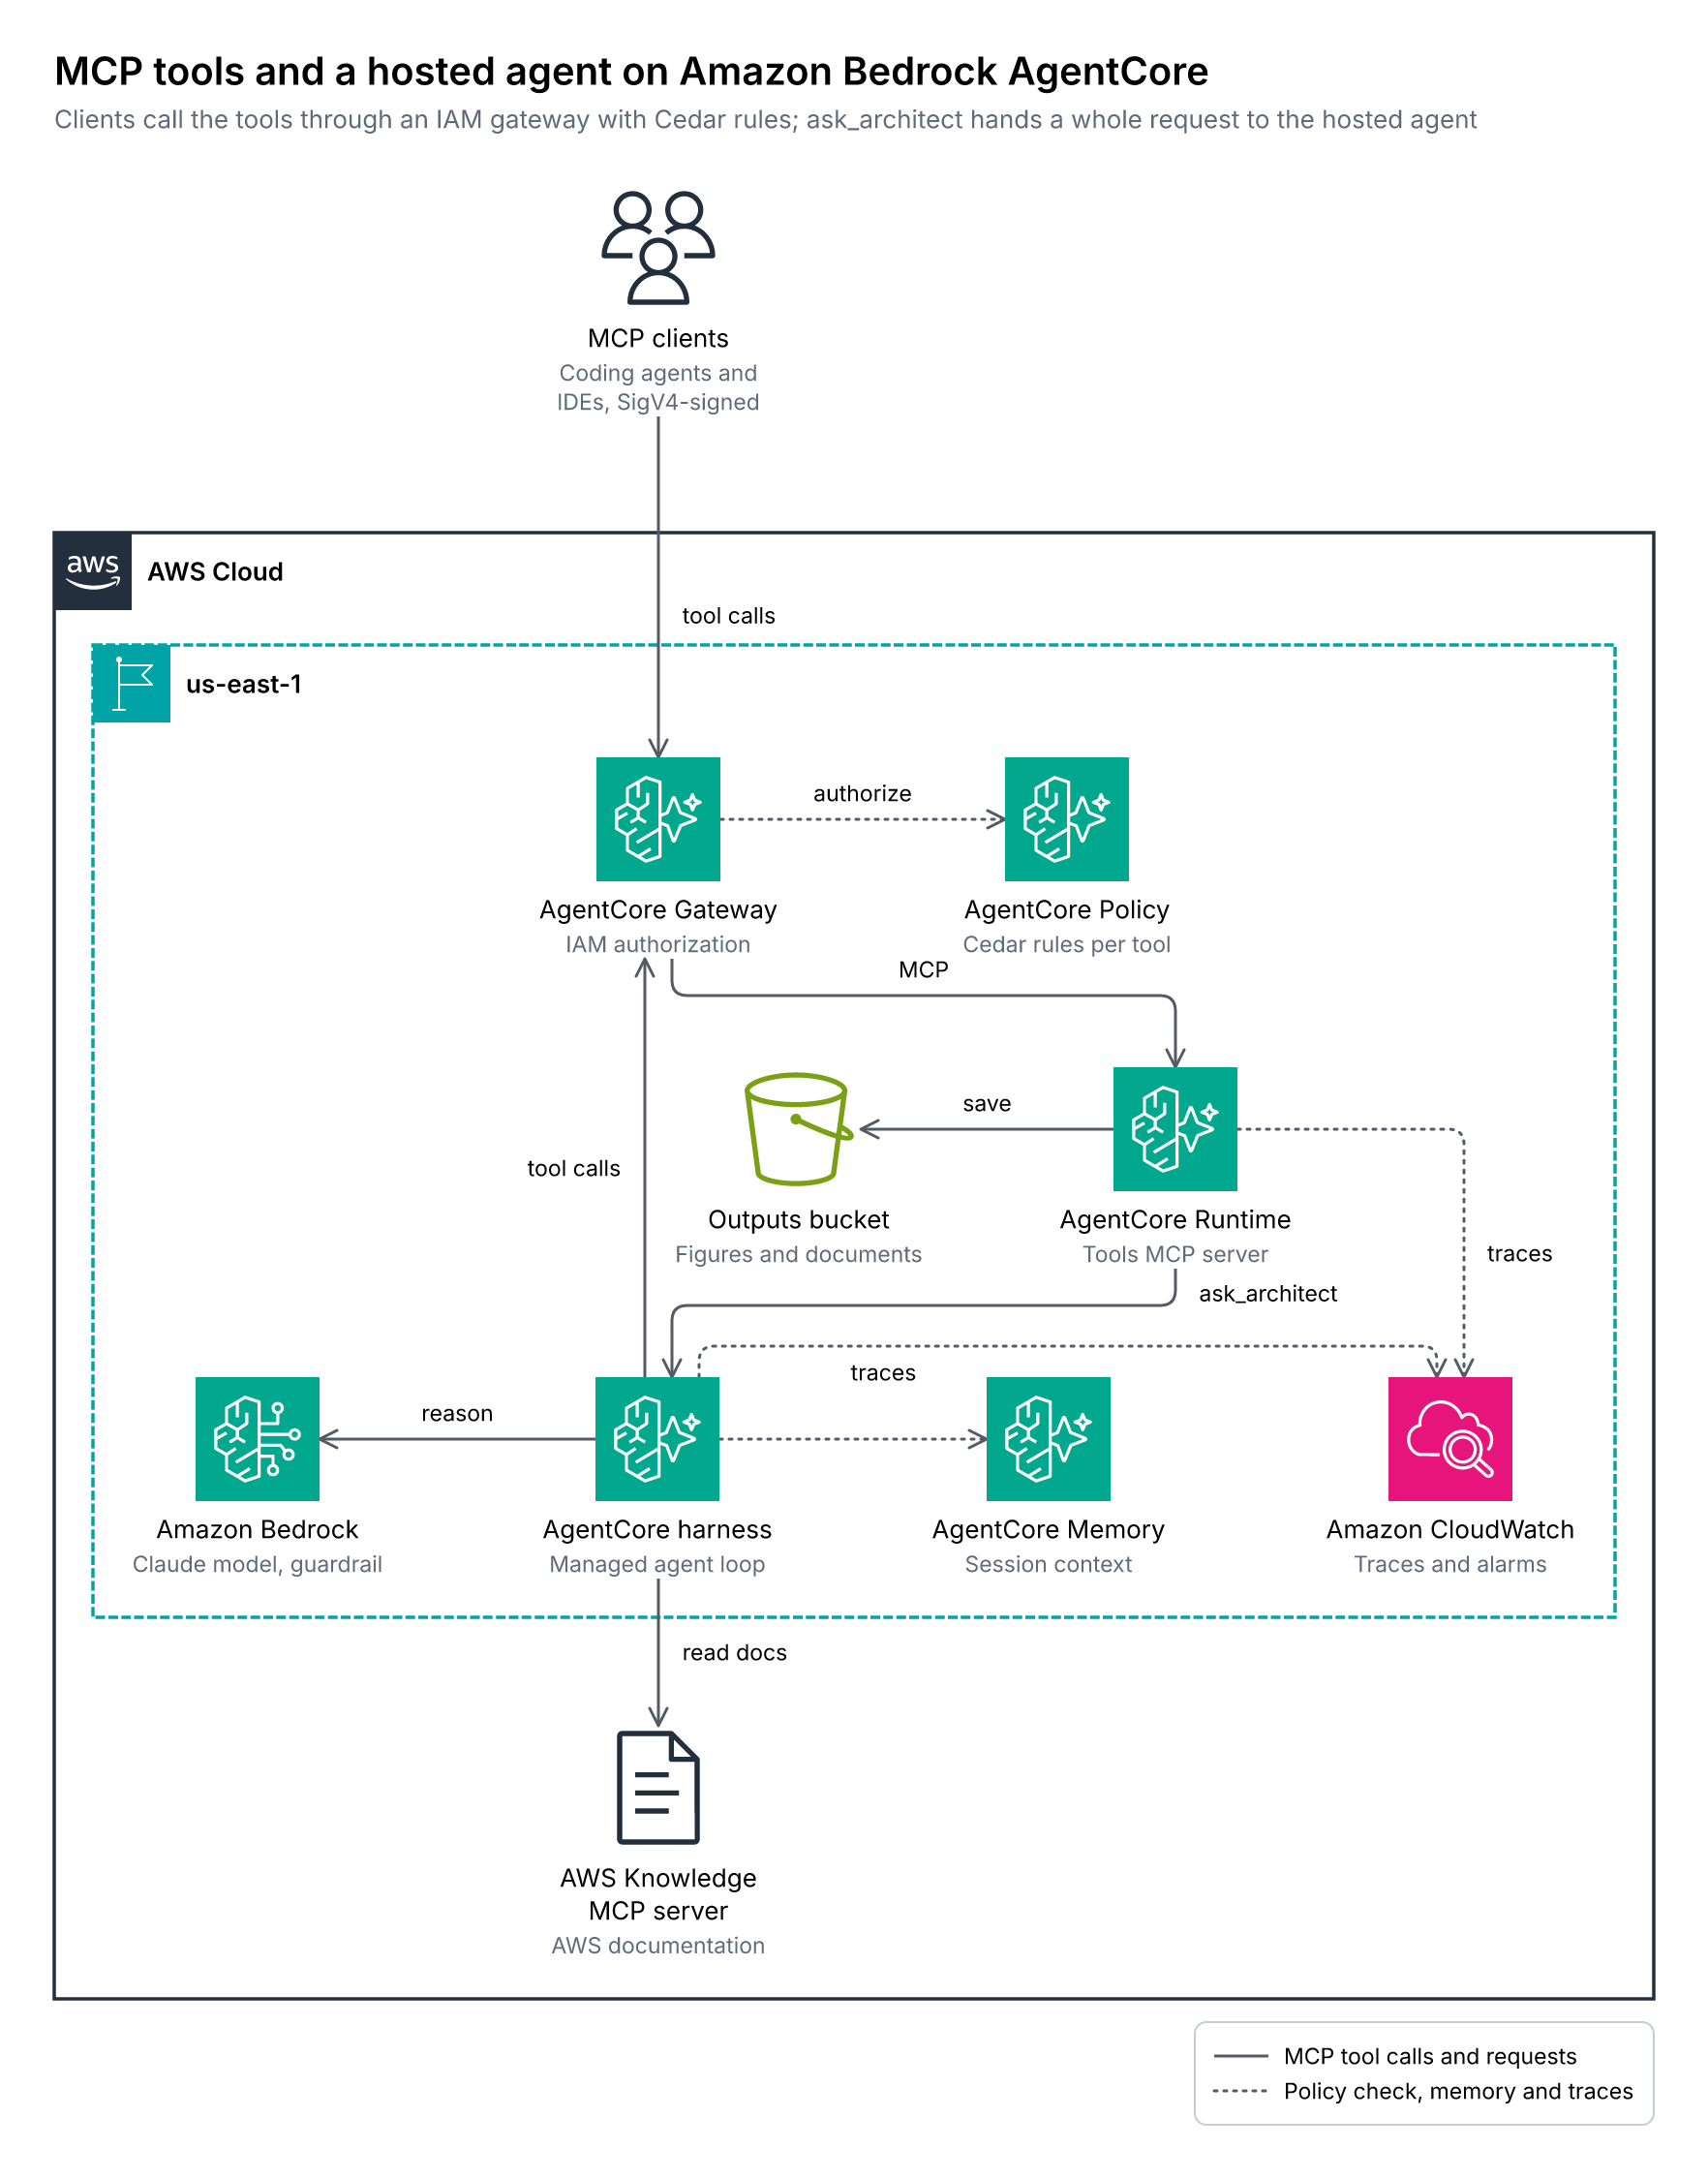 MCP tools and a hosted agent on Amazon Bedrock AgentCore
Clients call the tools through an IAM gateway with Cedar rules; ask_architect hands a whole request to the hosted agent
MCP clients
Coding agents and
IDEs, SigV4-signed
aws
AWS Cloud
tool calls
us-east-1
authorize
AgentCore Gateway
IAM authorization
AgentCore Policy
Cedar rules per tool
MCP
save
tool calls
Outputs bucket
Figures and documents
AgentCore Runtime
Tools MCP server
traces
ask_architect
traces
reason
Amazon Bedrock
Claude model, guardrail
AgentCore harness
Managed agent loop
AgentCore Memory
Session context
Amazon CloudWatch
Traces and alarms
read docs
AWS Knowledge
MCP server
AWS documentation
MCP tool calls and requests
Policy check, memory and traces